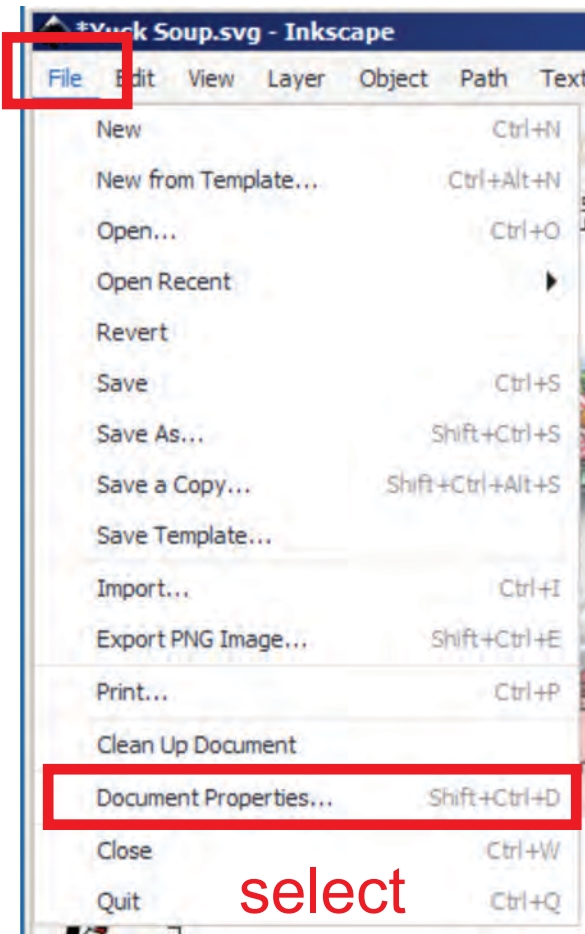 *Yuck Soup.svg - Inkscape
File Edit View Layer Object Path Text
New Ctrl+N
New from Template... Ctrl+Alt+N
Open... Ctrl+O
Open Recent
Revert
Save Ctrl+S
Save As... Shift+Ctrl+S
Save a Copy... Shift+Ctrl+Alt+S
Save Template...
Import... Ctrl+I
Export PNG Image... Shift+Ctrl+E
Print... Ctrl+P
Clean Up Document
Document Properties... Shift+Ctrl+D
Close Ctrl+W
Quit Ctrl+Q
select